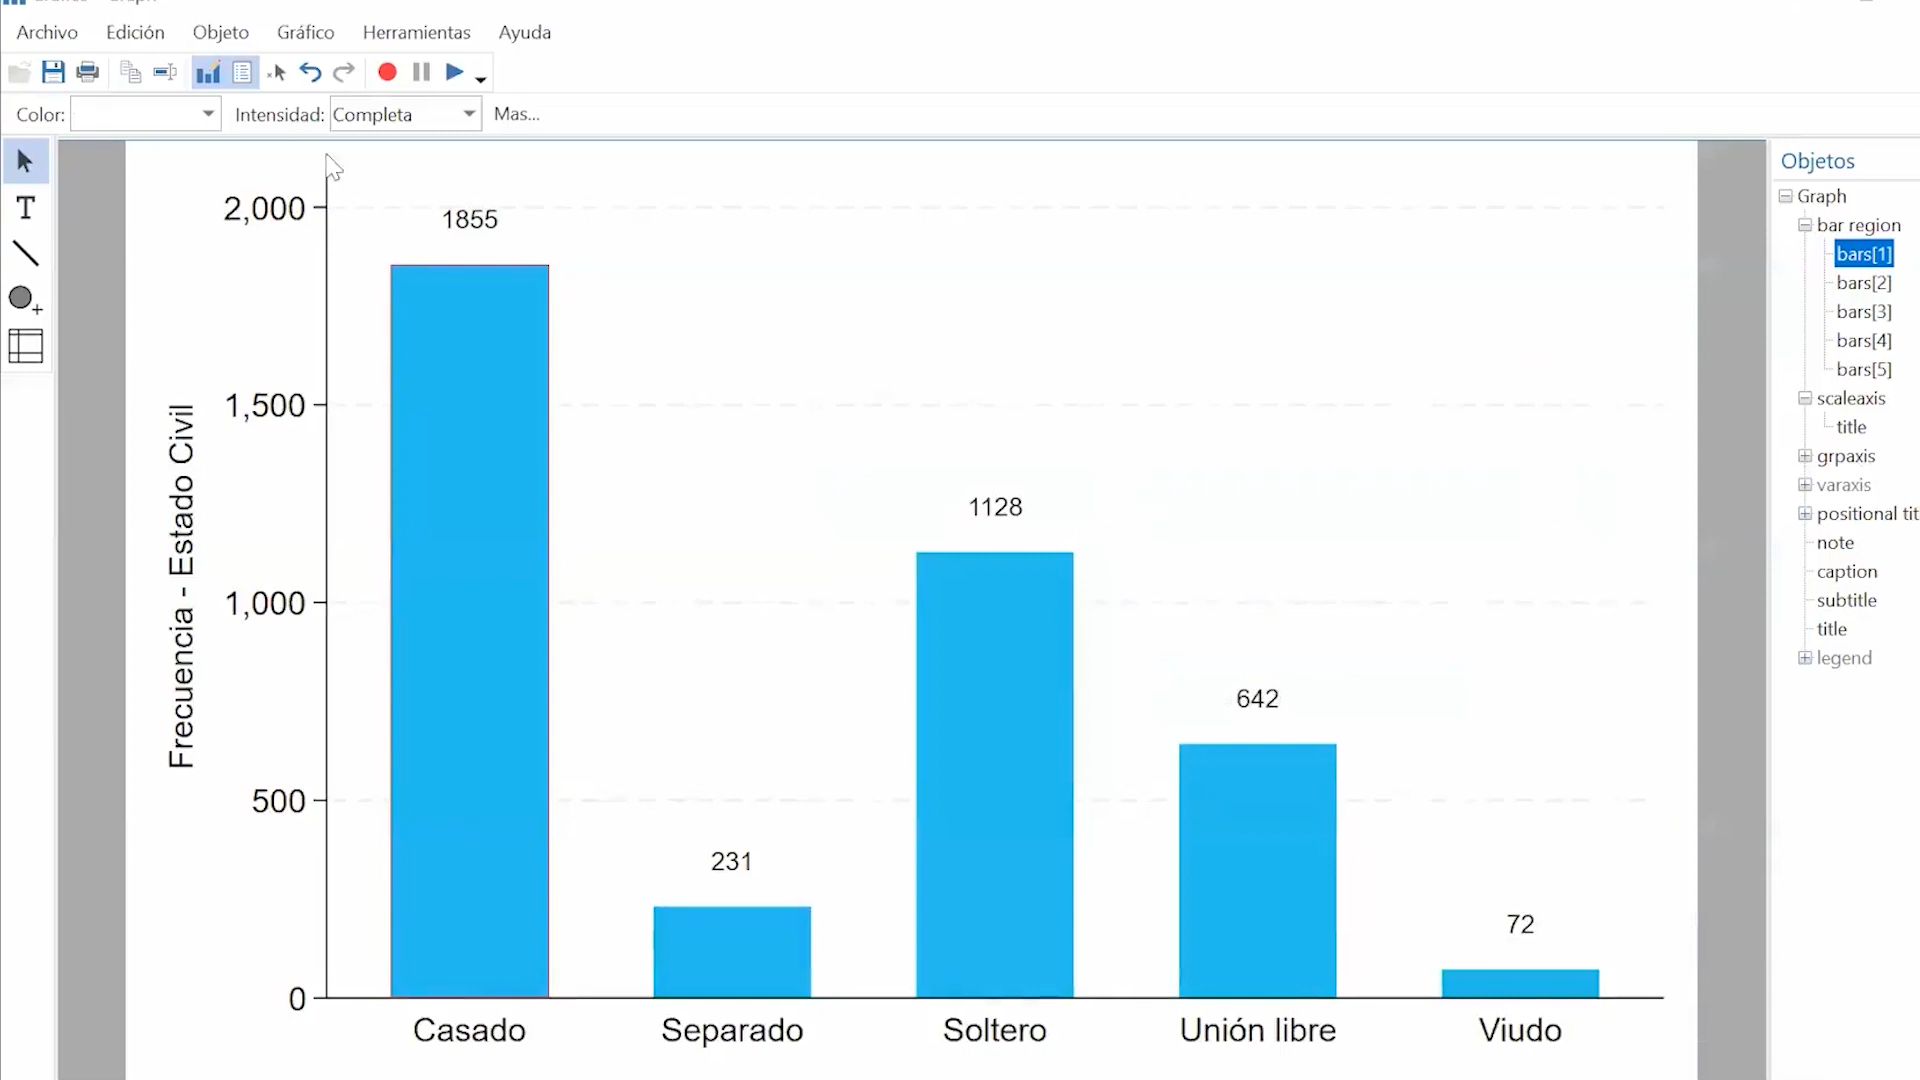 Archivo Edición Objeto Gráfico Herramientas Ayuda
Color: Intensidad: Completa Mas...
T
2,000
1,500
1,000
500
0
Frecuencia - Estado Civil
1855
231
1128
642
72
Casado Separado Soltero Unión libre Viudo
Objetos
Graph
bar region
bars[1]
bars[2]
bars[3]
bars[4]
bars[5]
scaleaxis
title
grpaxis
varaxis
positional tit
note
caption
subtitle
title
legend